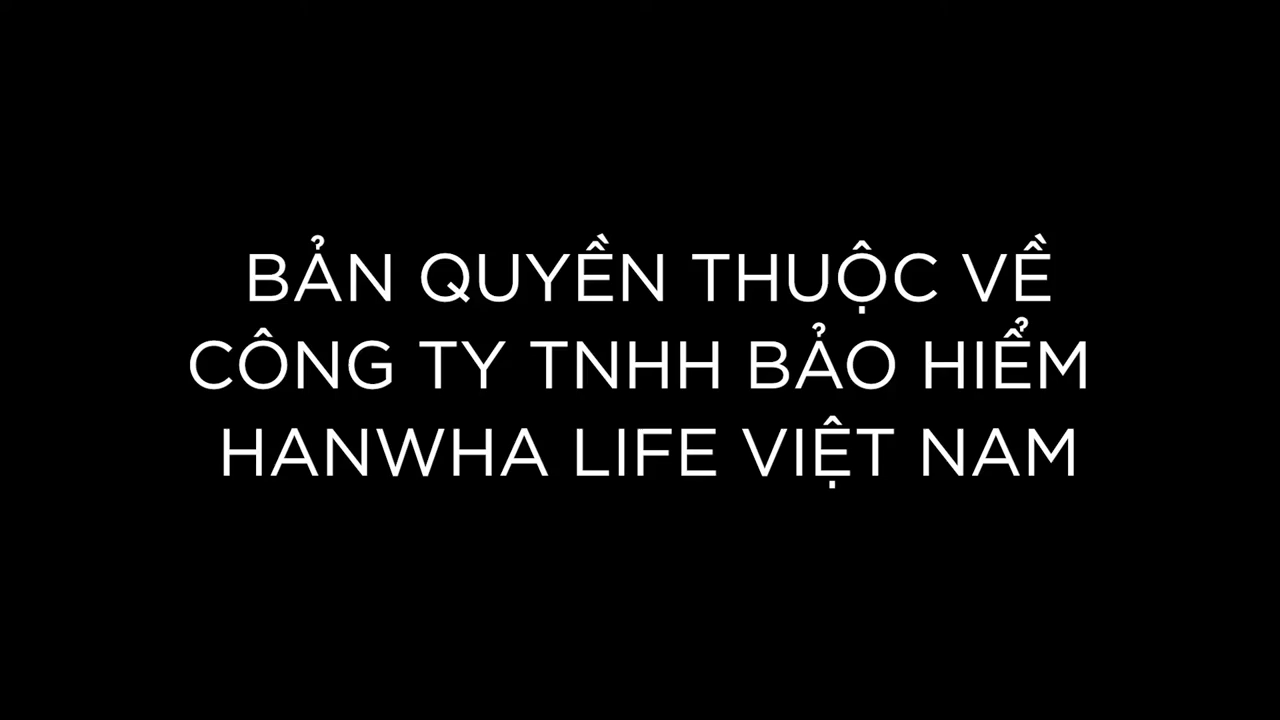 BẢN QUYỀN THUỘC VỀ
CÔNG TY TNHH BẢO HIỂM
HANWHA LIFE VIỆT NAM